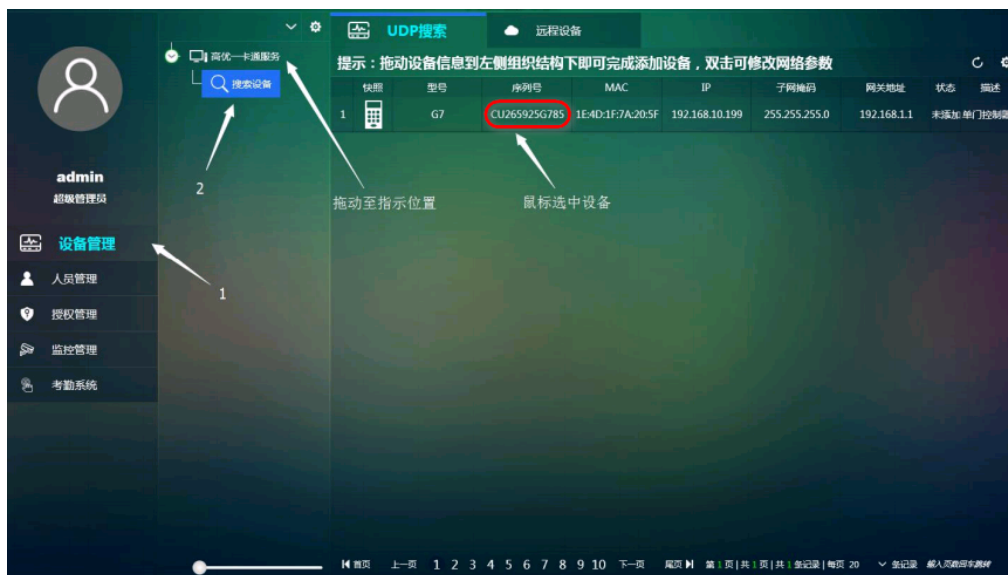 UDP搜索
远程设备
高优一卡通服务
搜索设备
提示：拖动设备信息到左侧组织结构下即可完成添加设备，双击可修改网络参数
快照 型号 序列号 MAC IP 子网掩码 网关地址 状态 描述
1 G7 CU265925G785 1E:4D:1F:7A:20:5F 192.168.10.199 255.255.255.0 192.168.1.1 未添加 单门控制器
admin
超级管理员
2
拖动至指示位置
鼠标选中设备
设备管理
1
人员管理
授权管理
监控管理
考勤系统
首页 上一页 1 2 3 4 5 6 7 8 9 10 下一页 尾页 第1页|共1页|共1条记录|每页 20 条记录 输入页数回车跳转